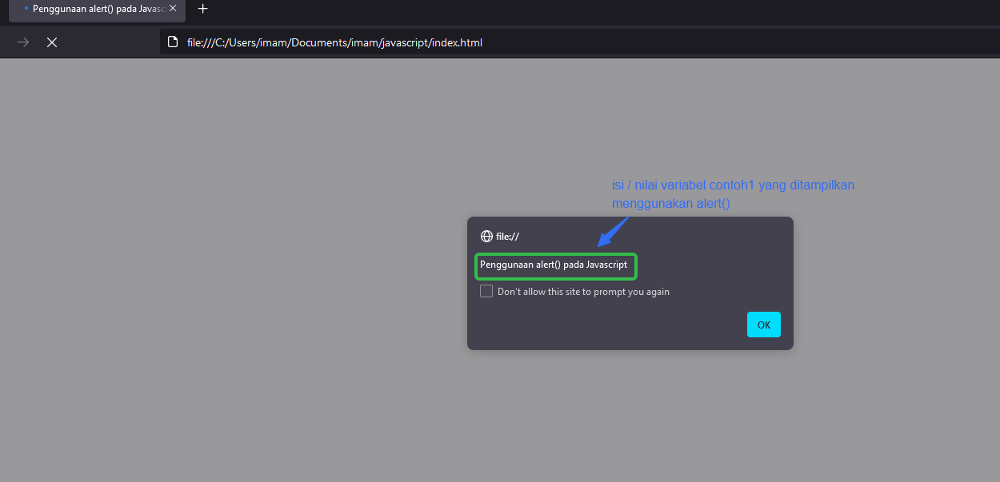 Penggunaan alert() pada Javasc
file:///C:/Users/imam/Documents/imam/javascript/index.html
isi / nilai variabel contoh1 yang ditampilkan
menggunakan alert()
file://
Penggunaan alert() pada Javascript
Don't allow this site to prompt you again
OK